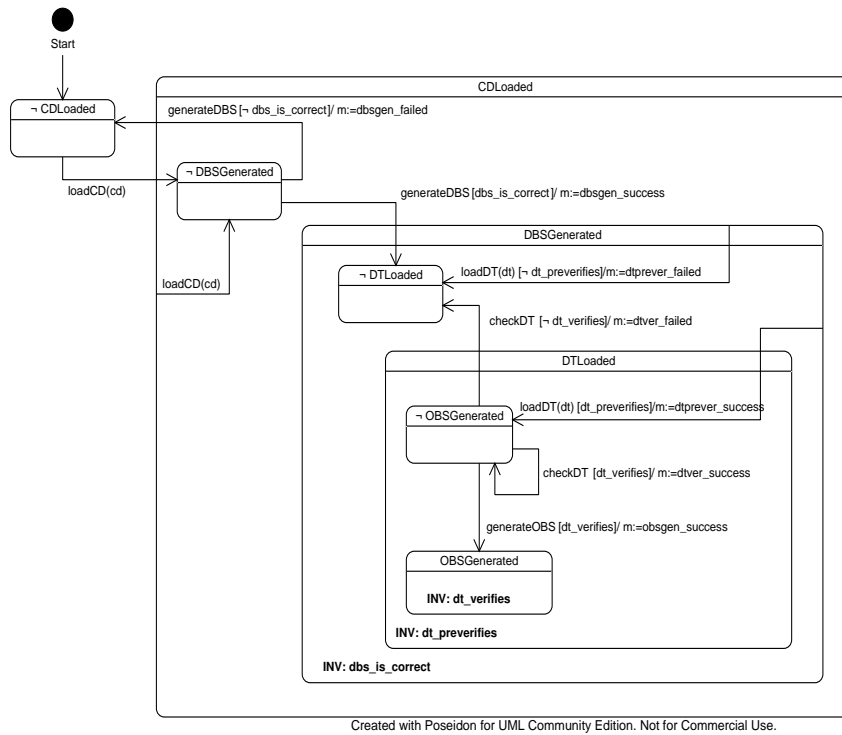 Start
CDLoaded
¬ CDLoaded
generateDBS [¬ dbs_is_correct]/ m:=dbsgen_failed
¬ DBSGenerated
loadCD(cd)
generateDBS [dbs_is_correct]/ m:=dbsgen_success
DBSGenerated
¬ DTLoaded
loadDT(dt) [¬ dt_preverifies]/m:=dtprever_failed
loadCD(cd)
checkDT [¬ dt_verifies]/ m:=dtver_failed
DTLoaded
loadDT(dt) [dt_preverifies]/m:=dtprever_success
¬ OBSGenerated
checkDT [dt_verifies]/ m:=dtver_success
generateOBS [dt_verifies]/ m:=obsgen_success
OBSGenerated
INV: dt_verifies
INV: dt_preverifies
INV: dbs_is_correct
Created with Poseidon for UML Community Edition. Not for Commercial Use.